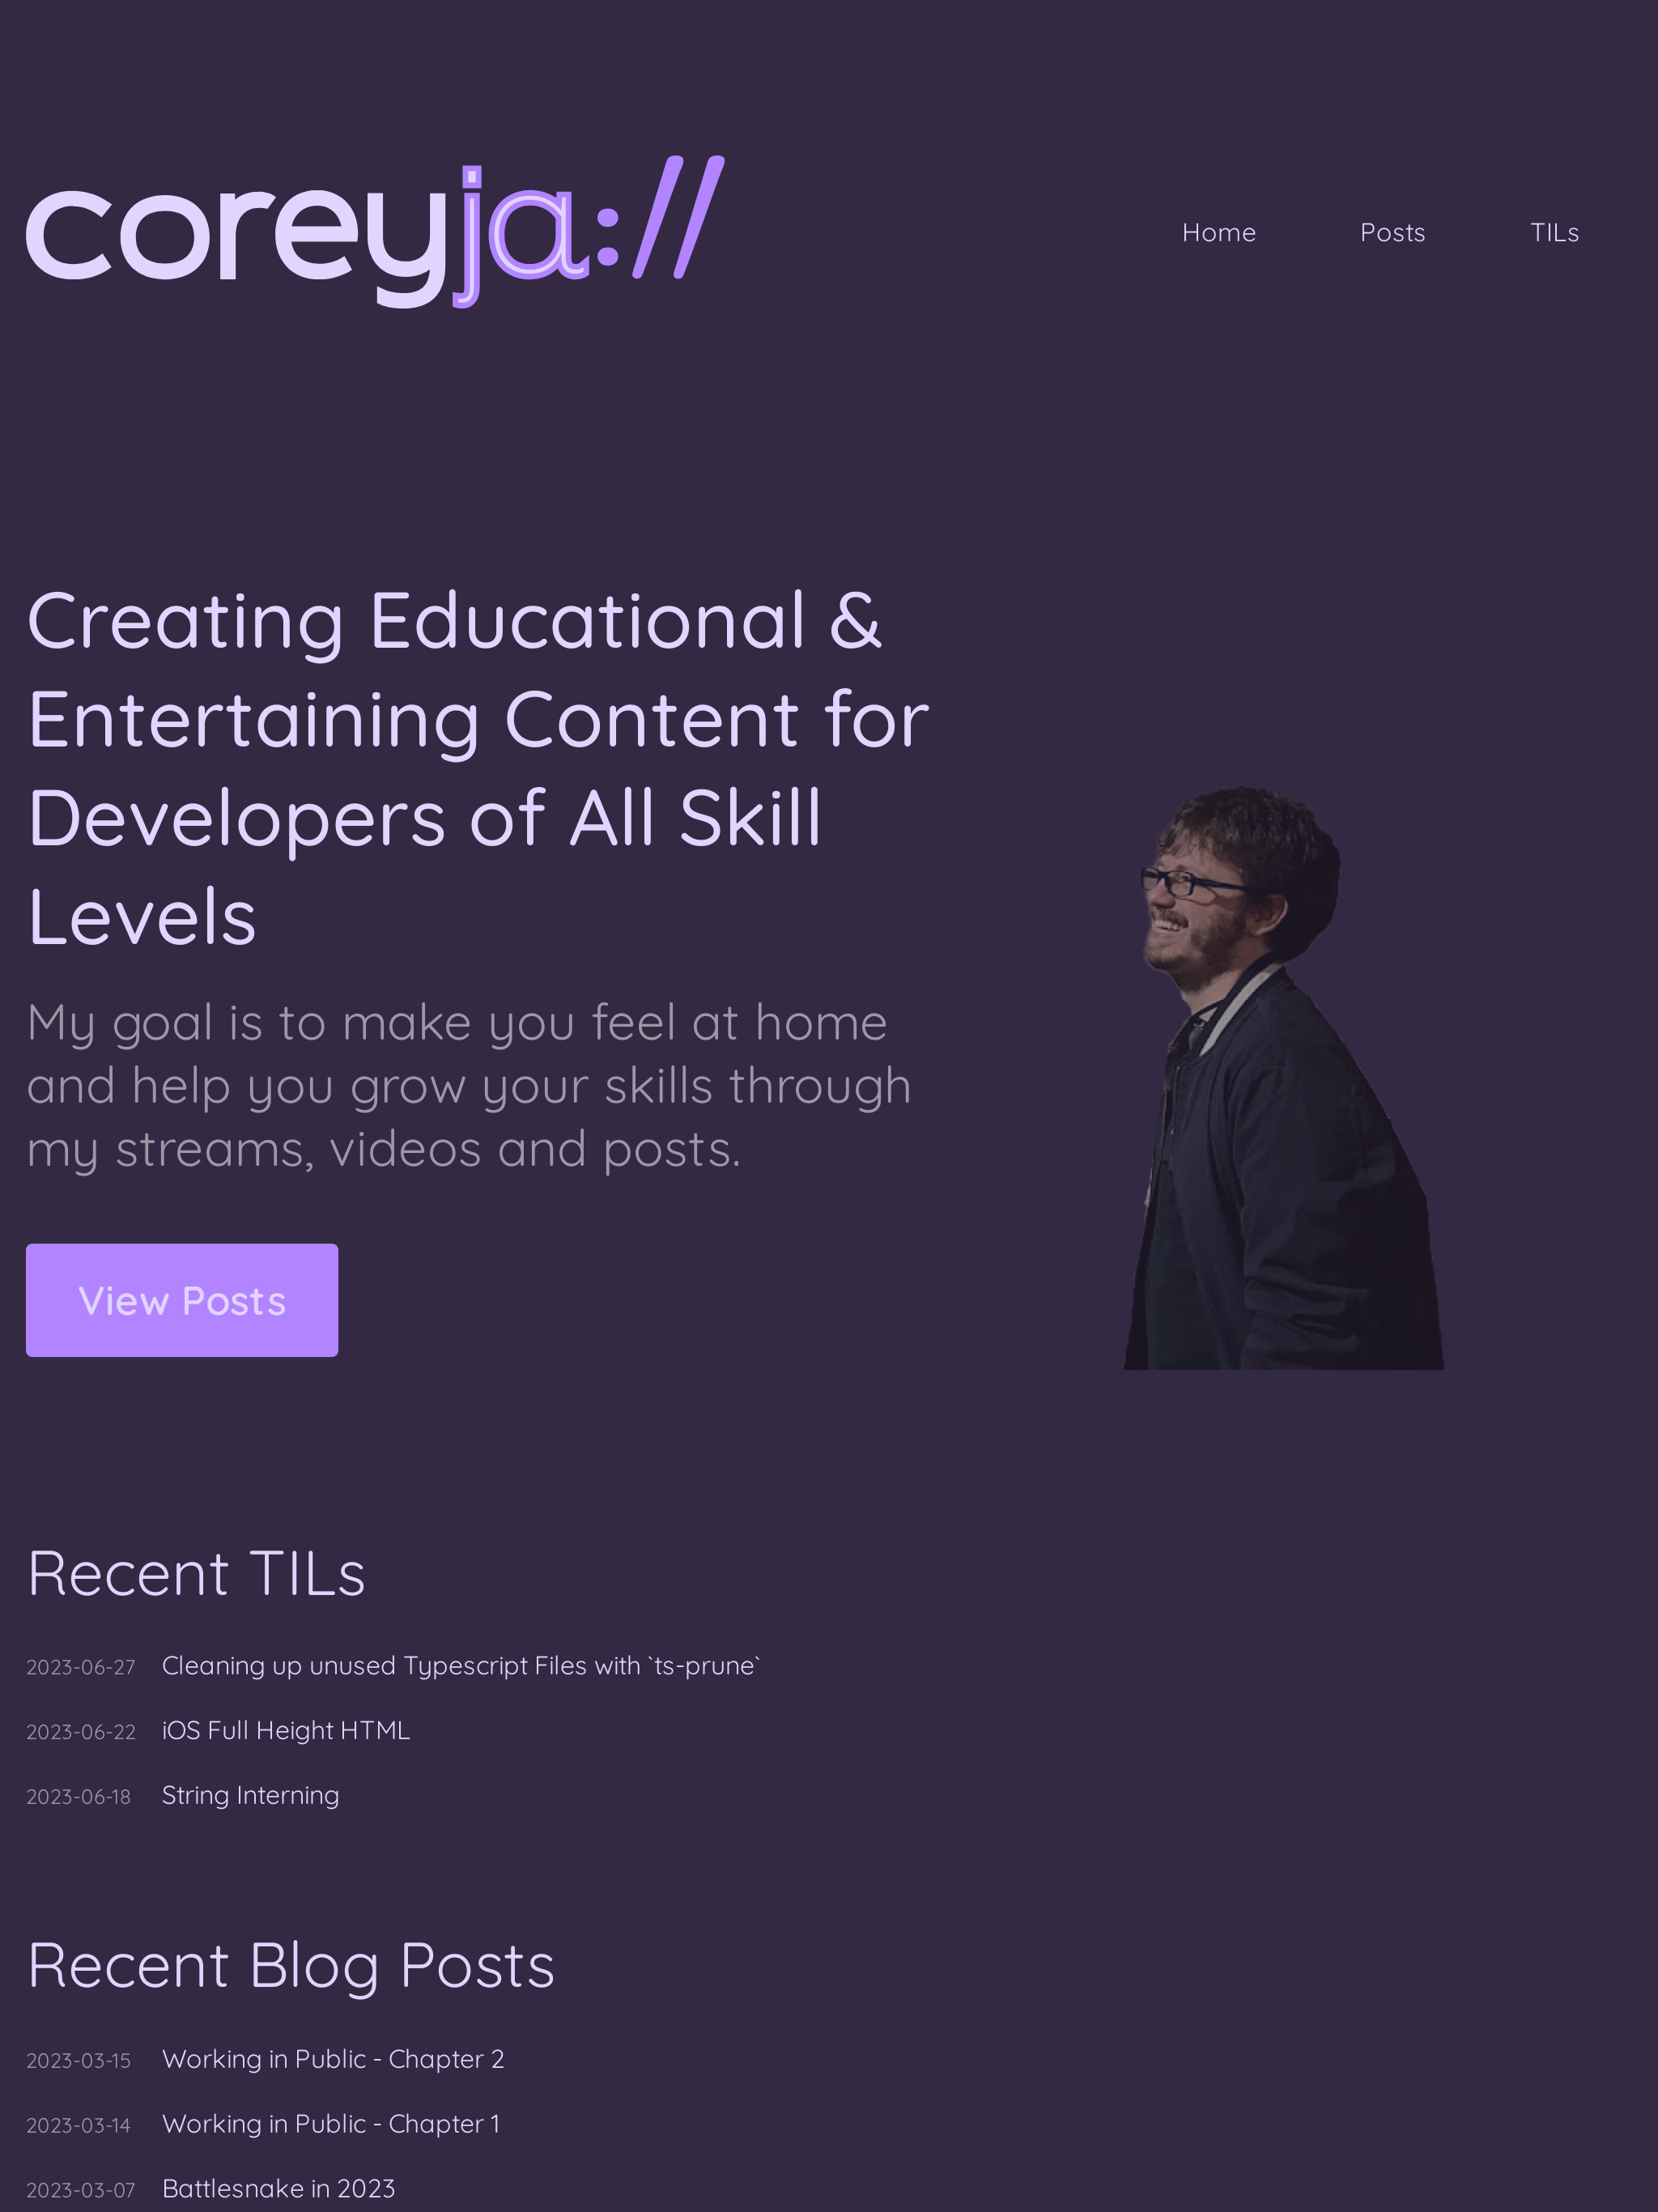 coreyja://
Home
Posts
TILs
Creating Educational &
Entertaining Content for
Developers of All Skill
Levels
My goal is to make you feel at home
and help you grow your skills through
my streams, videos and posts.
View Posts
Recent TILs
2023-06-27 Cleaning up unused Typescript Files with `ts-prune`
2023-06-22 iOS Full Height HTML
2023-06-18 String Interning
Recent Blog Posts
2023-03-15 Working in Public - Chapter 2
2023-03-14 Working in Public - Chapter 1
2023-03-07 Battlesnake in 2023